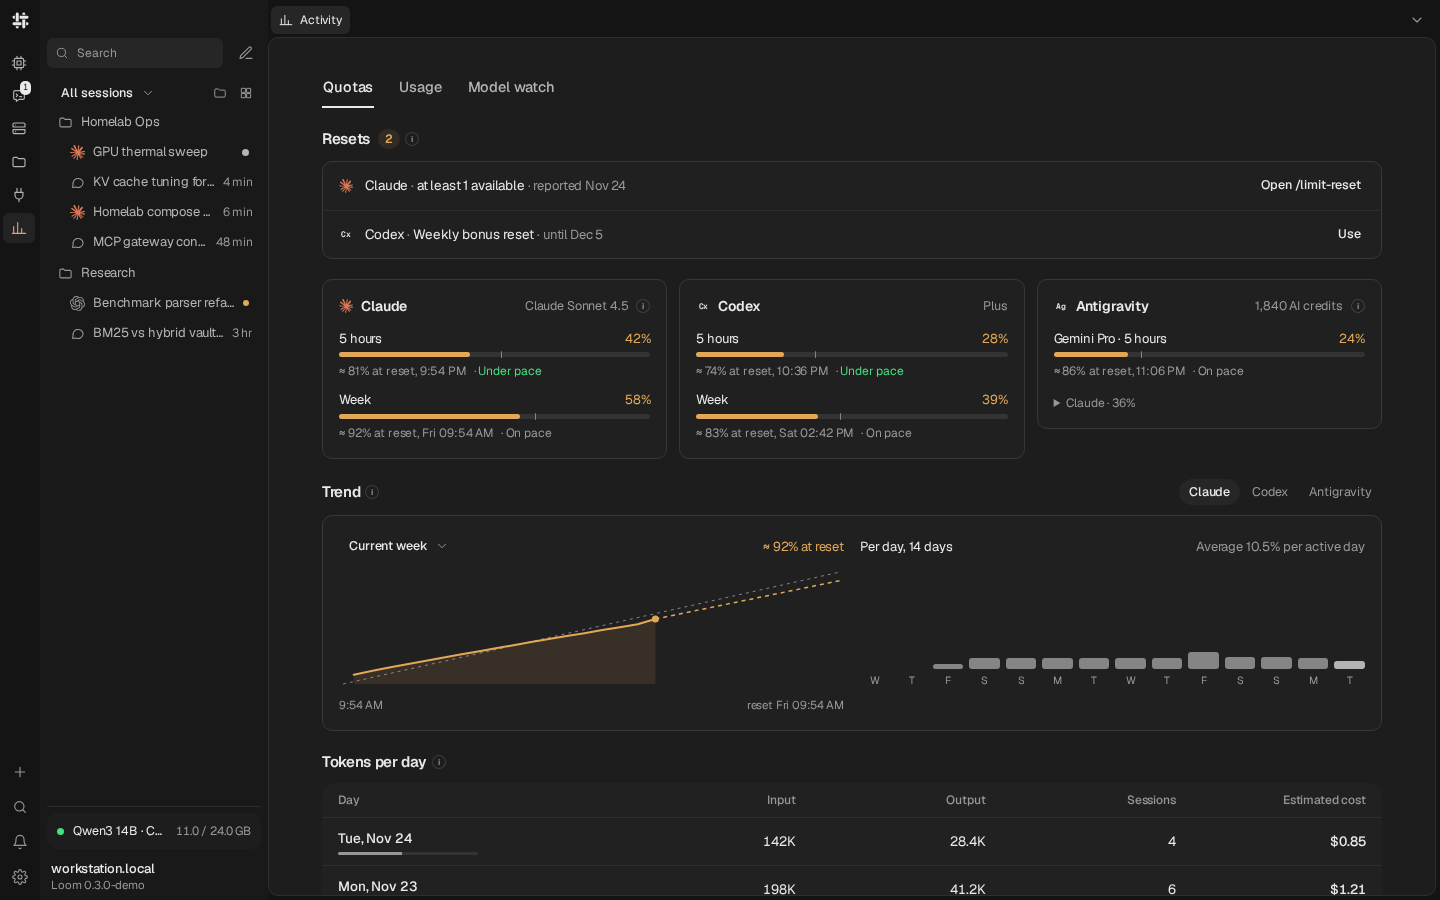 Activity
Search
1
All sessions
Homelab Ops
GPU thermal sweep
KV cache tuning for... 4 min
Homelab compose ... 6 min
MCP gateway con... 48 min
Research
Benchmark parser refa...
BM25 vs hybrid vault... 3 hr
Qwen3 14B · C... 11.0 / 24.0 GB
workstation.local
Loom 0.3.0-demo
Quotas Usage Model watch
Resets 2
Claude · at least 1 available · reported Nov 24 Open /limit-reset
Cx Codex · Weekly bonus reset · until Dec 5 Use
Claude Claude Sonnet 4.5
5 hours 42%
≈ 81% at reset, 9:54 PM · Under pace
Week 58%
≈ 92% at reset, Fri 09:54 AM · On pace
Cx Codex Plus
5 hours 28%
≈ 74% at reset, 10:36 PM · Under pace
Week 39%
≈ 83% at reset, Sat 02:42 PM · On pace
Ag Antigravity 1,840 AI credits
Gemini Pro · 5 hours 24%
≈ 86% at reset, 11:06 PM · On pace
Claude · 36%
Trend
Claude Codex Antigravity
Current week ≈ 92% at reset
9:54 AM reset Fri 09:54 AM
Per day, 14 days Average 10.5% per active day
W T F S S M T W T F S S M T
Tokens per day
Day Input Output Sessions Estimated cost
Tue, Nov 24 142K 28.4K 4 $0.85
Mon, Nov 23 198K 41.2K 6 $1.21